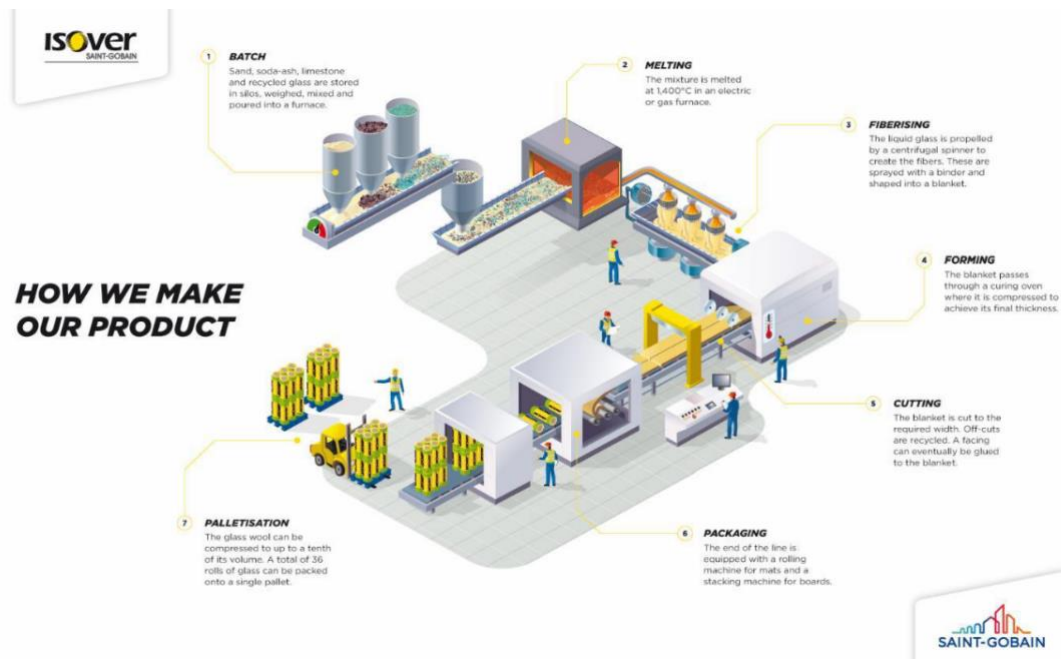 ISOVER
SAINT-GOBAIN
1
BATCH
Sand, soda-ash, limestone
and recycled glass are stored
in silos, weighed, mixed and
poured into a furnace.
2
MELTING
The mixture is melted
at 1,400°C in an electric
or gas furnace.
3
FIBERISING
The liquid glass is propelled
by a centrifugal spinner to
create the fibers. These are
sprayed with a binder and
shaped into a blanket.
4
FORMING
The blanket passes
through a curing oven
where it is compressed to
achieve its final thickness.
HOW WE MAKE
OUR PRODUCT
5
CUTTING
The blanket is cut to the
required width. Off-cuts
are recycled. A facing
can eventually be glued
to the blanket.
6
PACKAGING
The end of the line is
equipped with a rolling
machine for mats and a
stacking machine for boards.
7
PALLETISATION
The glass wool can be
compressed to up to a tenth
of its volume. A total of 36
rolls of glass can be packed
onto a single pallet.
SAINT-GOBAIN